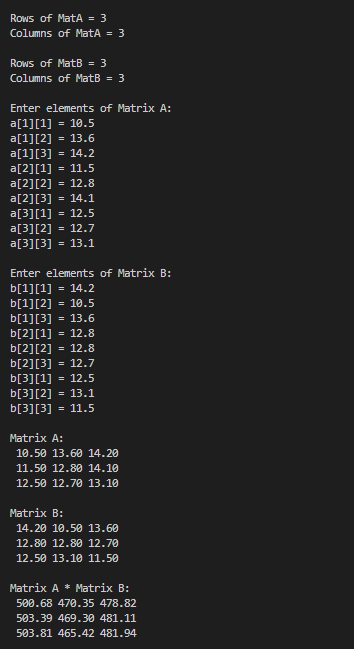 Rows of MatA = 3
Columns of MatA = 3
Rows of MatB = 3
Columns of MatB = 3
Enter elements of Matrix A:
a[1][1] = 10.5
a[1][2] = 13.6
a[1][3] = 14.2
a[2][1] = 11.5
a[2][2] = 12.8
a[2][3] = 14.1
a[3][1] = 12.5
a[3][2] = 12.7
a[3][3] = 13.1
Enter elements of Matrix B:
b[1][1] = 14.2
b[1][2] = 10.5
b[1][3] = 13.6
b[2][1] = 12.8
b[2][2] = 12.8
b[2][3] = 12.7
b[3][1] = 12.5
b[3][2] = 13.1
b[3][3] = 11.5
Matrix A:
10.50 13.60 14.20
11.50 12.80 14.10
12.50 12.70 13.10
Matrix B:
14.20 10.50 13.60
12.80 12.80 12.70
12.50 13.10 11.50
Matrix A * Matrix B:
500.68 470.35 478.82
503.39 469.30 481.11
503.81 465.42 481.94